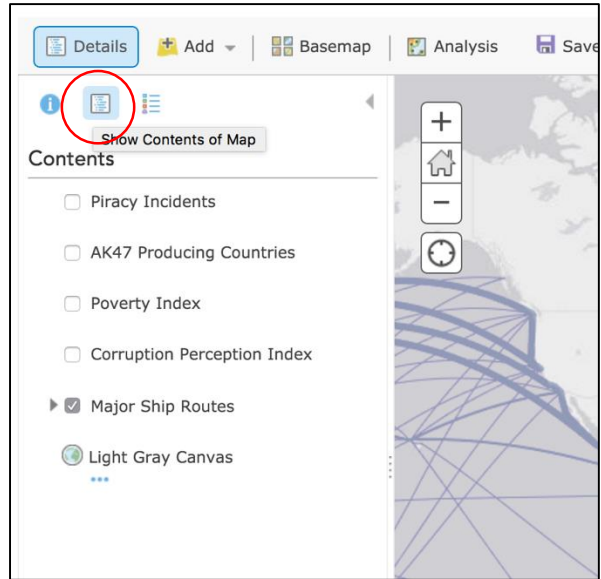 Details Add Basemap Analysis Save
Show Contents of Map
Contents
Piracy Incidents
AK47 Producing Countries
Poverty Index
Corruption Perception Index
Major Ship Routes
Light Gray Canvas